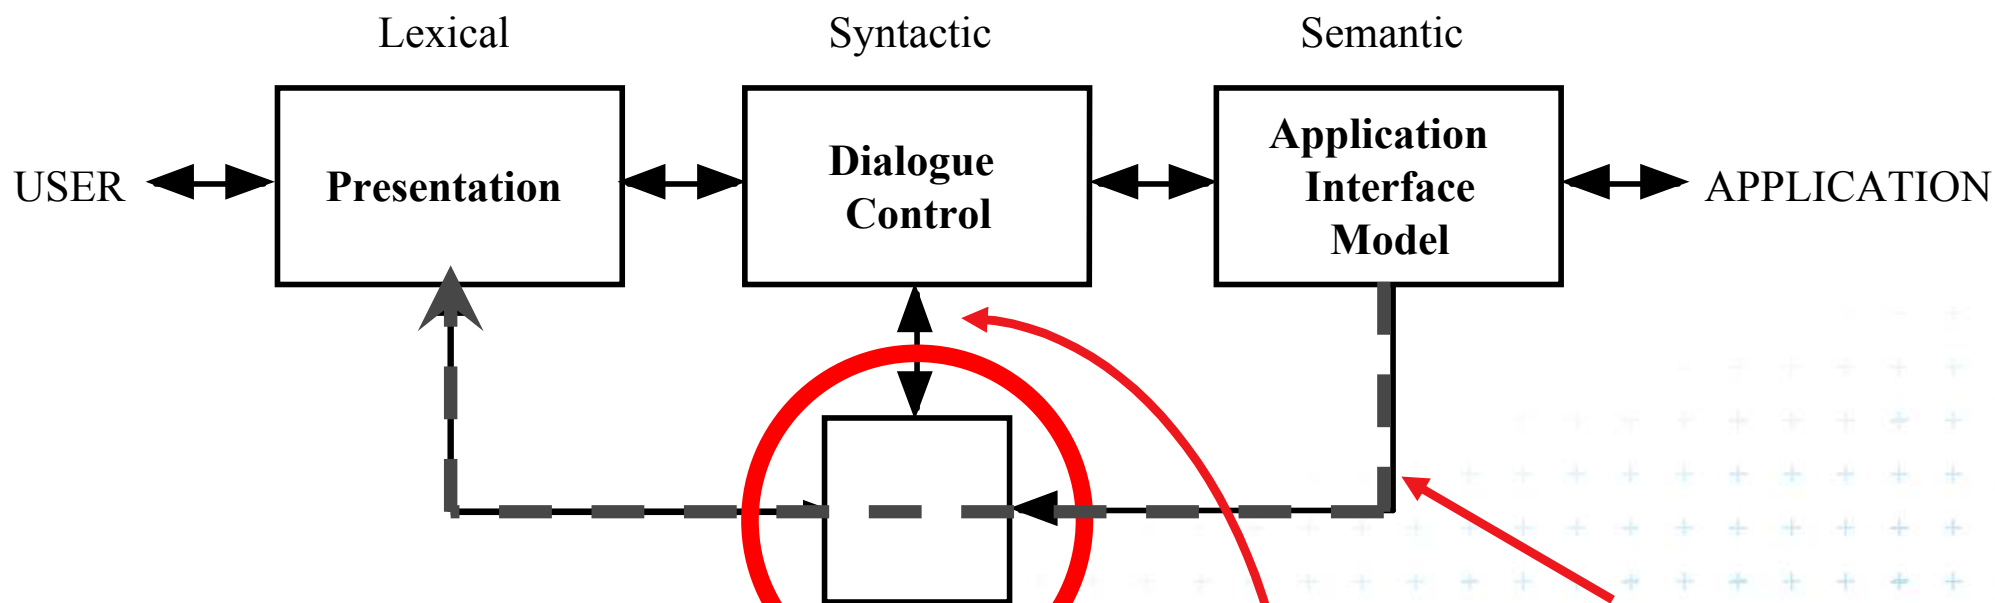 Lexical
Syntactic
Semantic
USER
Presentation
Dialogue
Control
Application
Interface
Model
APPLICATION